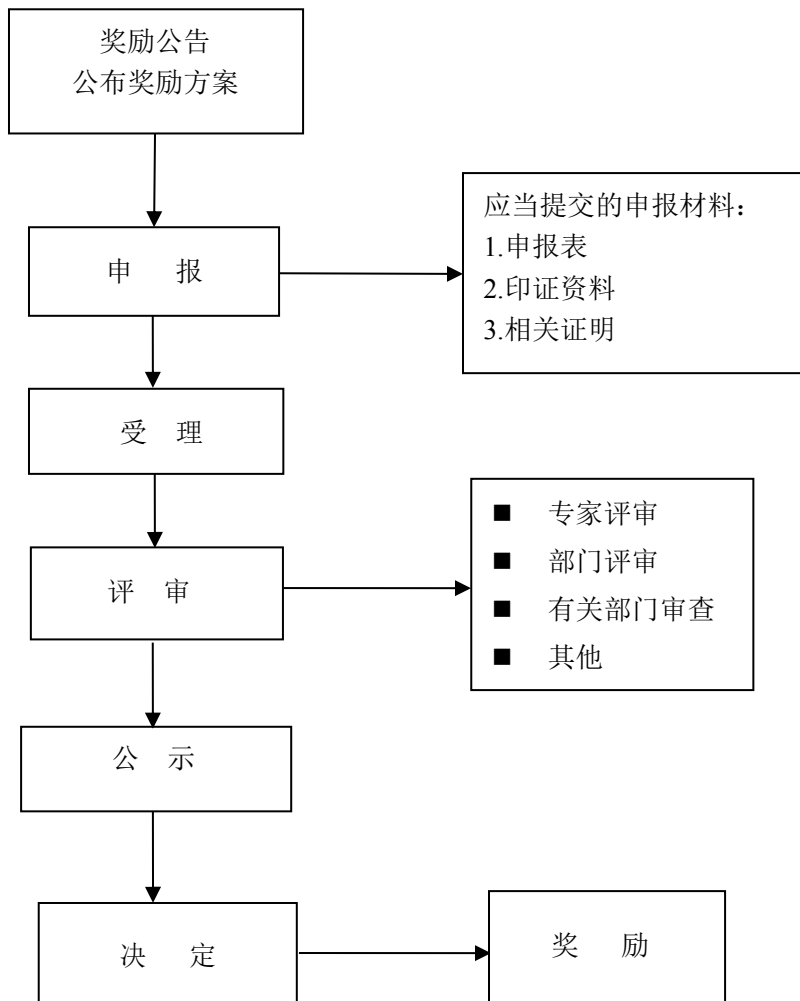 奖励公告
公布奖励方案
申 报
应当提交的申报材料：
1.申报表
2.印证资料
3.相关证明
受 理
评 审
■ 专家评审
■ 部门评审
■ 有关部门审查
■ 其他
公 示
决 定
奖 励